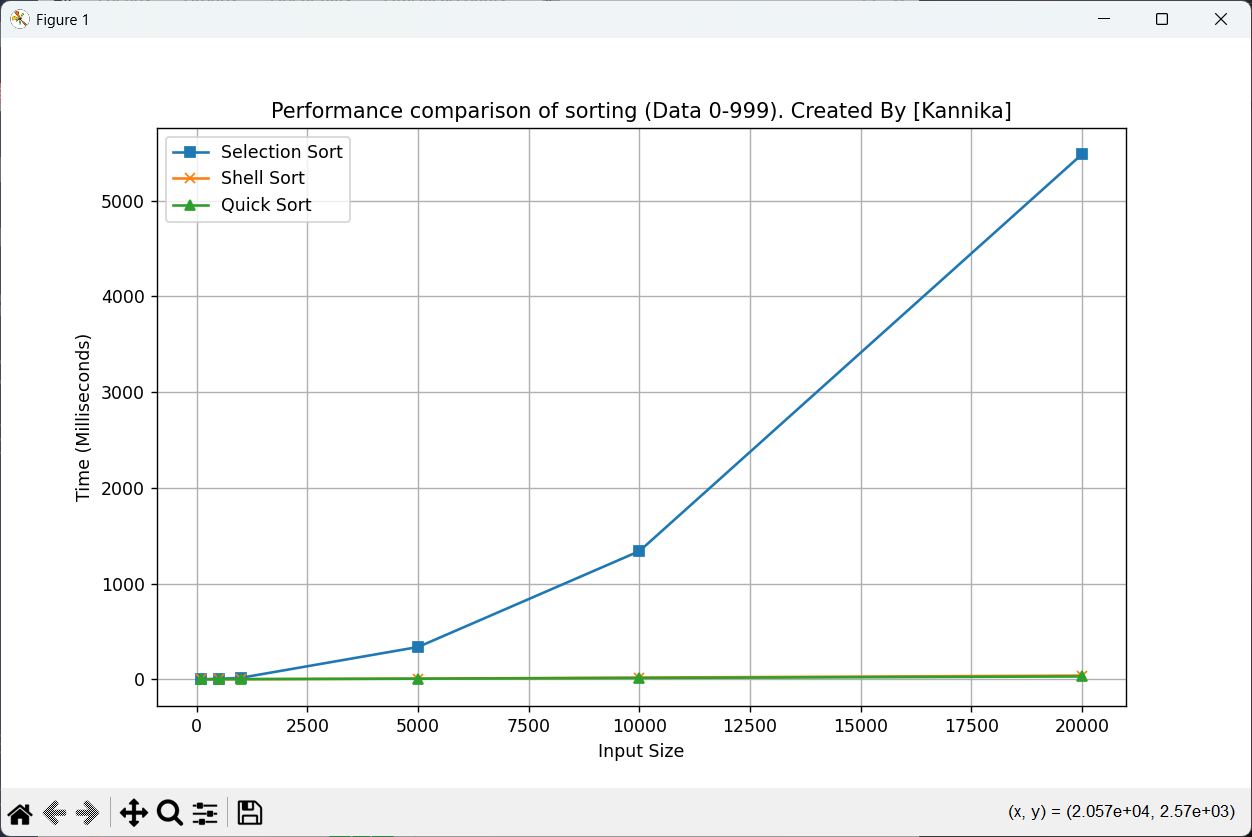 Figure 1
Performance comparison of sorting (Data 0-999). Created By [Kannika]
Selection Sort
Shell Sort
Quick Sort
5000
4000
3000
2000
1000
0
Time (Milliseconds)
0 2500 5000 7500 10000 12500 15000 17500 20000
Input Size
(x, y) = (2.057e+04, 2.57e+03)